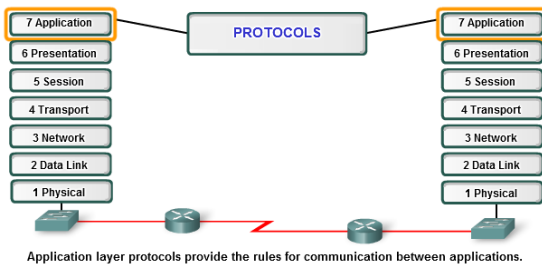 PROTOCOLS
7 Application
6 Presentation
5 Session
4 Transport
3 Network
2 Data Link
1 Physical
7 Application
6 Presentation
5 Session
4 Transport
3 Network
2 Data Link
1 Physical
Application layer protocols provide the rules for communication between applications.